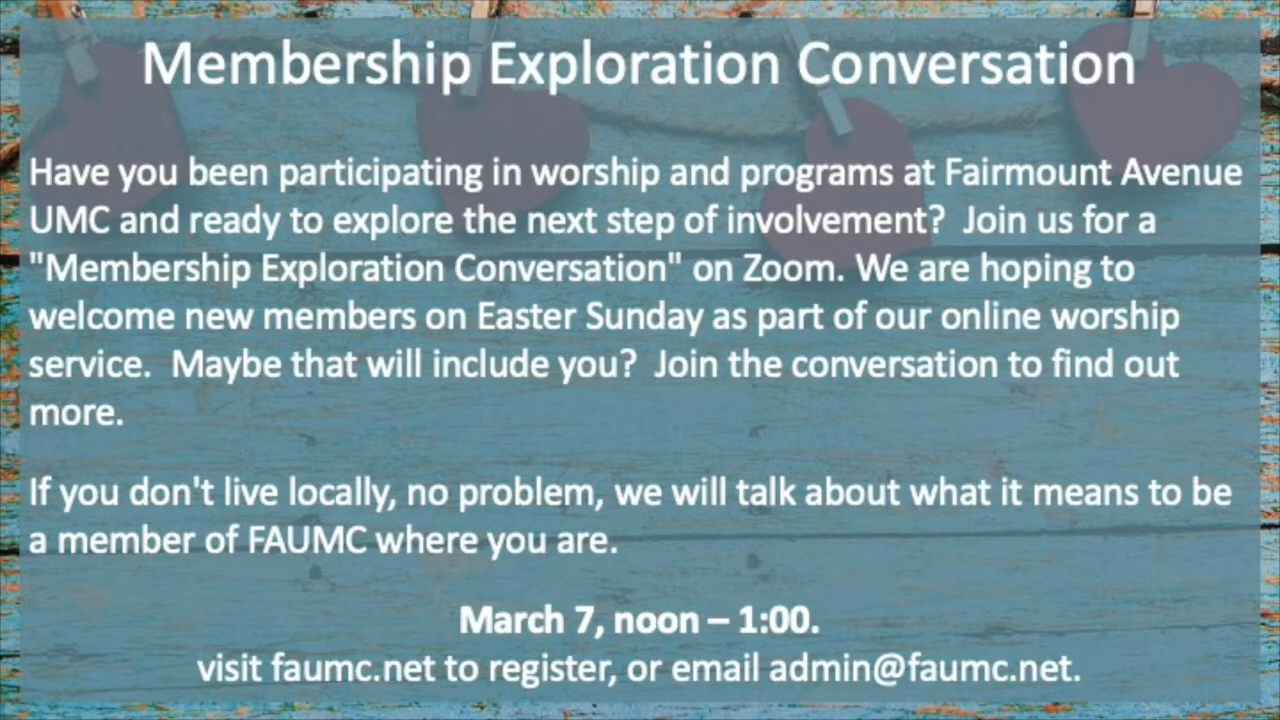 Membership Exploration Conversation
Have you been participating in worship and programs at Fairmount Avenue
UMC and ready to explore the next step of involvement?  Join us for a
"Membership Exploration Conversation" on Zoom. We are hoping to
welcome new members on Easter Sunday as part of our online worship
service.  Maybe that will include you?  Join the conversation to find out
more.
If you don't live locally, no problem, we will talk about what it means to be
a member of FAUMC where you are.
March 7, noon – 1:00.
visit faumc.net to register, or email admin@faumc.net.